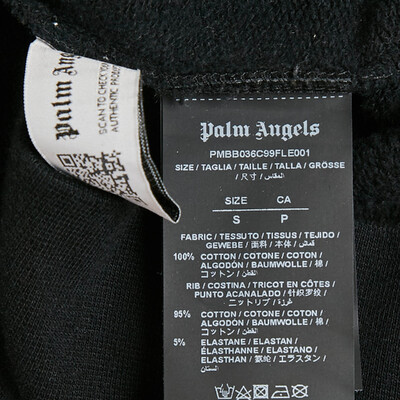 Palm Angels
SCAN TO CHECK YOUR
AUTHENTIC PRODUCT
Palm Angels
PMBB036C99FLE001
SIZE / TAGLIA / TAILLE / TALLA / GRÖSSE
/ 尺寸 / المقاس
SIZE CA
S P
FABRIC / TESSUTO / TISSUS / TEJIDO /
GEWEBE / 面料 / 本体 / القماش
100% COTTON / COTONE / COTON /
ALGODÓN / BAUMWOLLE / 棉 /
コットン / القطن
RIB / COSTINA / TRICOT EN CÔTES /
PUNTO ACANALADO / 针织罗纹 /
ニットリブ / غرزة
95% COTTON / COTONE / COTON /
ALGODÓN / BAUMWOLLE / 棉 /
コットン / القطن
5% ELASTANE / ELASTAN /
ÉLASTHANNE / ELASTANO /
ELASTHAN / 氨纶 / エラスタン /